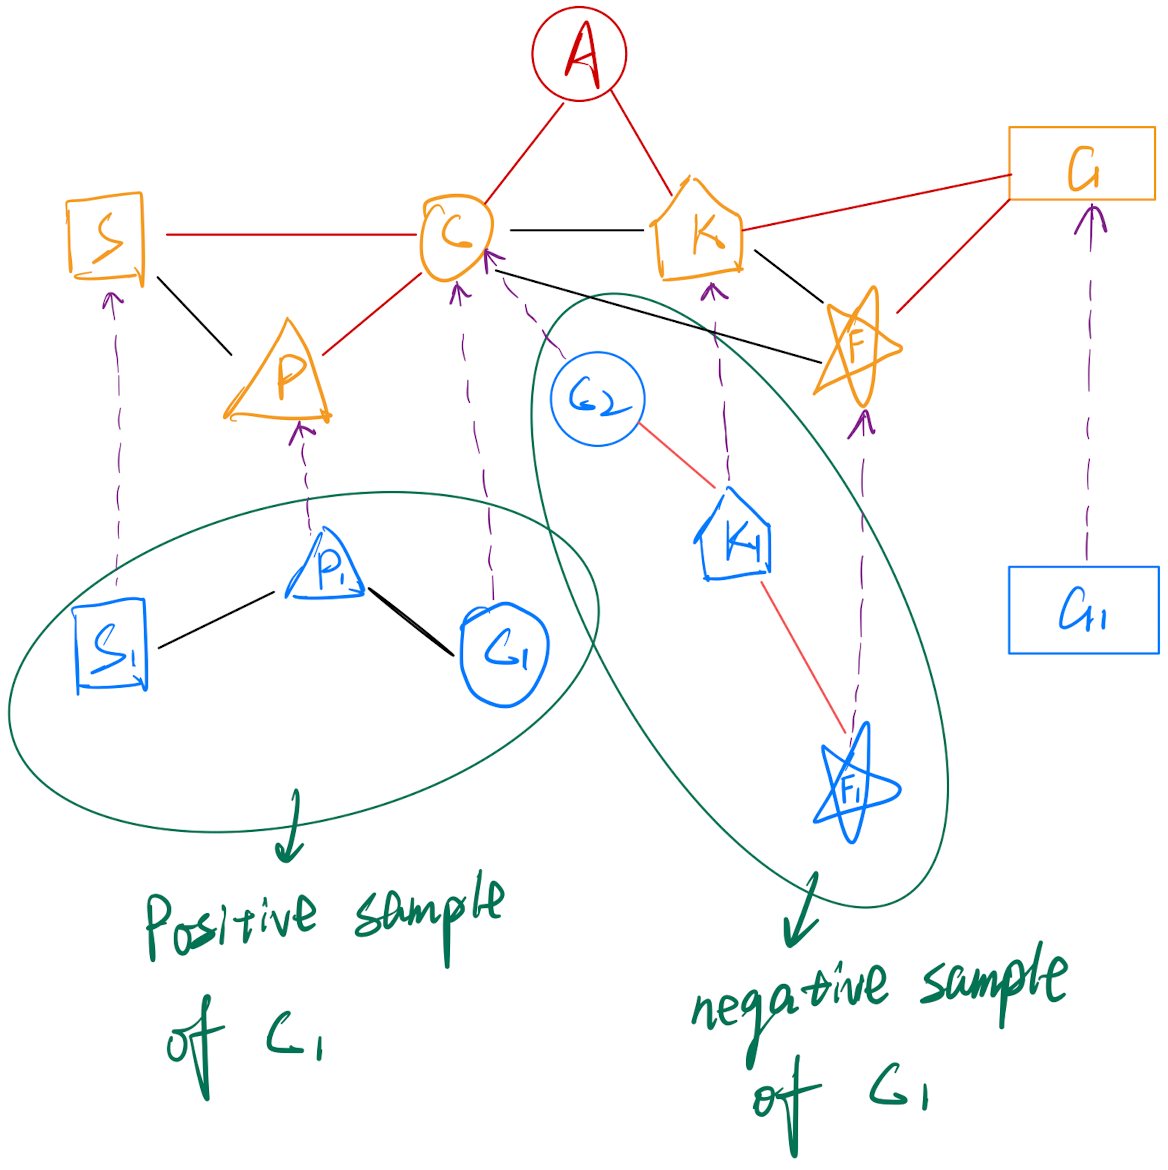 A
G
S
C
K
F
P
C2
P1
K1
S1
C1
G1
F1
Positive sample
of C1
negative sample
of C1